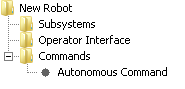 New Robot
Subsystems
Operator Interface
Commands
Autonomous Command